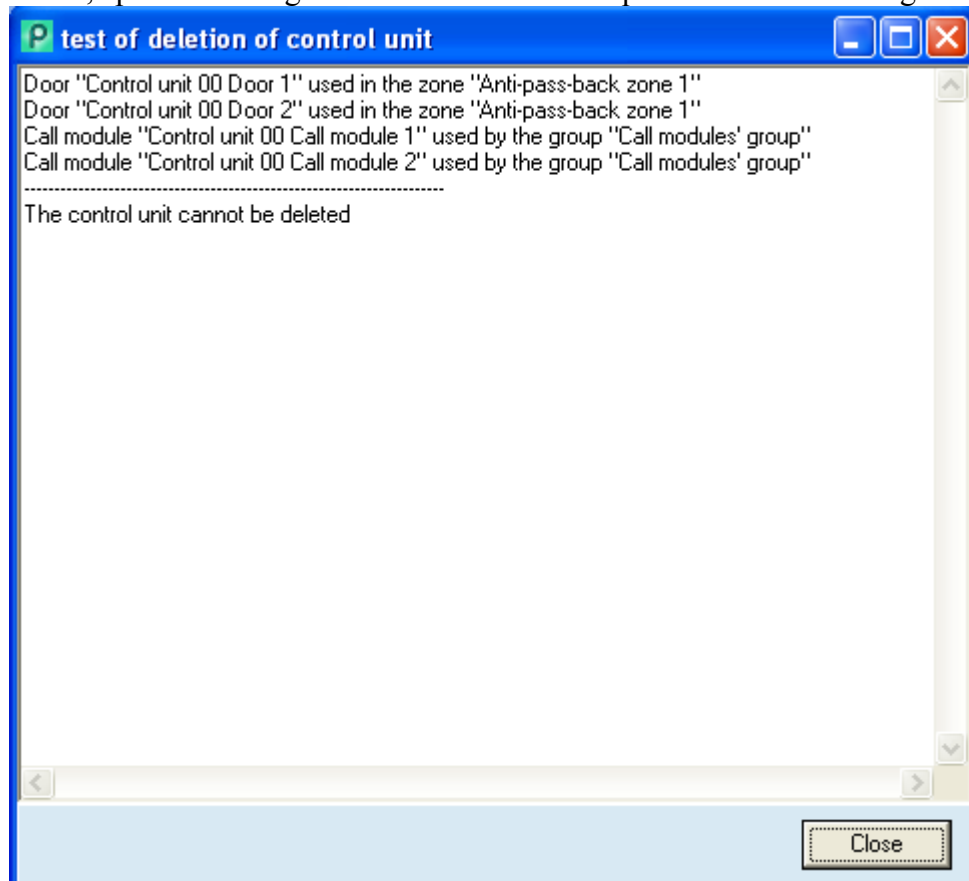 test of deletion of control unit
Door "Control unit 00 Door 1" used in the zone "Anti-pass-back zone 1"
Door "Control unit 00 Door 2" used in the zone "Anti-pass-back zone 1"
Call module "Control unit 00 Call module 1" used by the group "Call modules' group"
Call module "Control unit 00 Call module 2" used by the group "Call modules' group"
----------------------------------------------------------------------
The control unit cannot be deleted
Close